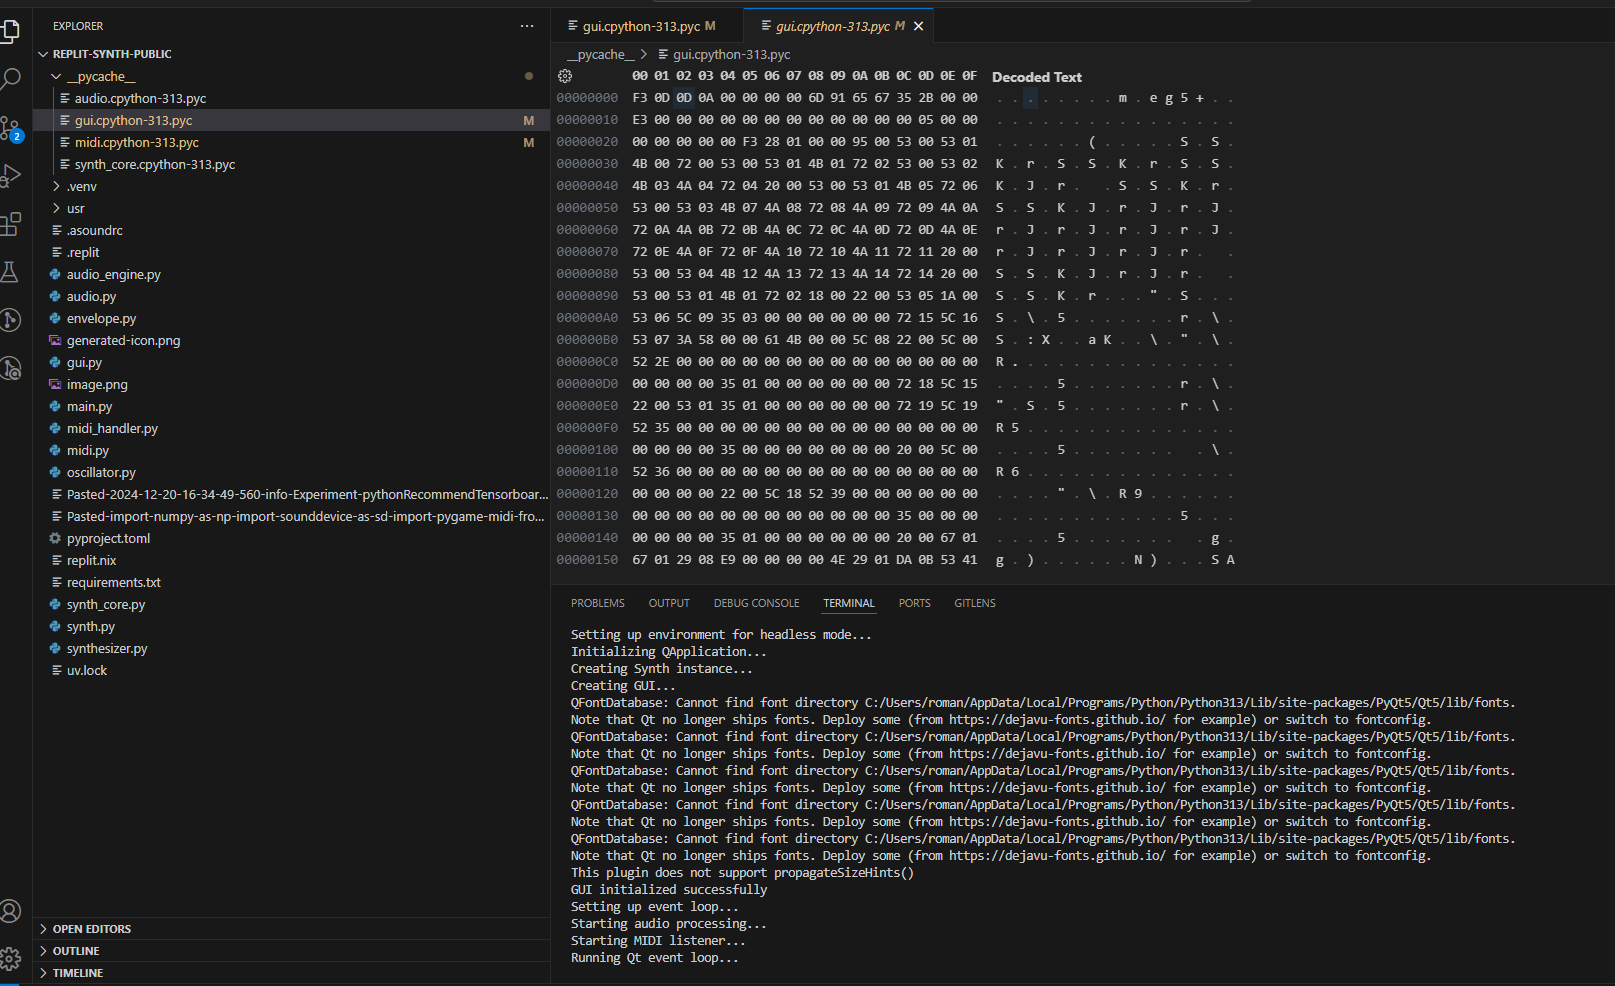 EXPLORER
REPLIT-SYNTH-PUBLIC
__pycache__
audio.cpython-313.pyc
gui.cpython-313.pyc M
midi.cpython-313.pyc M
synth_core.cpython-313.pyc
.venv
usr
.asoundrc
.replit
audio_engine.py
audio.py
envelope.py
generated-icon.png
gui.py
image.png
main.py
midi_handler.py
midi.py
oscillator.py
Pasted-2024-12-20-16-34-49-560-info-Experiment-pythonRecommendTensorboar...
Pasted-import-numpy-as-np-import-sounddevice-as-sd-import-pygame-midi-fro...
pyproject.toml
replit.nix
requirements.txt
synth_core.py
synth.py
synthesizer.py
uv.lock
OPEN EDITORS
OUTLINE
TIMELINE
2
gui.cpython-313.pyc M gui.cpython-313.pyc M
__pycache__ > gui.cpython-313.pyc
00 01 02 03 04 05 06 07 08 09 0A 0B 0C 0D 0E 0F Decoded Text
00000000 F3 0D 0D 0A 00 00 00 00 6D 91 65 67 35 2B 00 00 . . . . . . . . m . e g 5 + . .
00000010 E3 00 00 00 00 00 00 00 00 00 00 00 00 05 00 00 . . . . . . . . . . . . . . . .
00000020 00 00 00 00 00 F3 28 01 00 00 95 00 53 00 53 01 . . . . . . ( . . . . . S . S .
00000030 4B 00 72 00 53 00 53 01 4B 01 72 02 53 00 53 02 K . r . S . S . K . r . S . S .
00000040 4B 03 4A 04 72 04 20 00 53 00 53 01 4B 05 72 06 K . J . r .   . S . S . K . r .
00000050 53 00 53 03 4B 07 4A 08 72 08 4A 09 72 09 4A 0A S . S . K . J . r . J . r . J .
00000060 72 0A 4A 0B 72 0B 4A 0C 72 0C 4A 0D 72 0D 4A 0E r . J . r . J . r . J . r . J .
00000070 72 0E 4A 0F 72 0F 4A 10 72 10 4A 11 72 11 20 00 r . J . r . J . r . J . r .   .
00000080 53 00 53 04 4B 12 4A 13 72 13 4A 14 72 14 20 00 S . S . K . J . r . J . r .   .
00000090 53 00 53 01 4B 01 72 02 18 00 22 00 53 05 1A 00 S . S . K . r . . . " . S . . .
000000A0 53 06 5C 09 35 03 00 00 00 00 00 00 72 15 5C 16 S . \ . 5 . . . . . . . r . \ .
000000B0 53 07 3A 58 00 00 61 4B 00 00 5C 08 22 00 5C 00 S . : X . . a K . . \ . " . \ .
000000C0 52 2E 00 00 00 00 00 00 00 00 00 00 00 00 00 00 R . . . . . . . . . . . . . . .
000000D0 00 00 00 00 35 01 00 00 00 00 00 00 72 18 5C 15 . . . . 5 . . . . . . . r . \ .
000000E0 22 00 53 01 35 01 00 00 00 00 00 00 72 19 5C 19 " . S . 5 . . . . . . . r . \ .
000000F0 52 35 00 00 00 00 00 00 00 00 00 00 00 00 00 00 R 5 . . . . . . . . . . . . . .
00000100 00 00 00 00 35 00 00 00 00 00 00 00 20 00 5C 00 . . . . 5 . . . . . . .   . \ .
00000110 52 36 00 00 00 00 00 00 00 00 00 00 00 00 00 00 R 6 . . . . . . . . . . . . . .
00000120 00 00 00 00 22 00 5C 18 52 39 00 00 00 00 00 00 . . . . " . \ . R 9 . . . . . .
00000130 00 00 00 00 00 00 00 00 00 00 00 00 35 00 00 00 . . . . . . . . . . . . 5 . . .
00000140 00 00 00 00 35 01 00 00 00 00 00 00 20 00 67 01 . . . . 5 . . . . . . .   . g .
00000150 67 01 29 08 E9 00 00 00 00 4E 29 01 DA 0B 53 41 g . ) . . . . . . N ) . . . S A
PROBLEMS OUTPUT DEBUG CONSOLE TERMINAL PORTS GITLENS
Setting up environment for headless mode...
Initializing QApplication...
Creating Synth instance...
Creating GUI...
QFontDatabase: Cannot find font directory C:/Users/roman/AppData/Local/Programs/Python/Python313/Lib/site-packages/PyQt5/Qt5/lib/fonts.
Note that Qt no longer ships fonts. Deploy some (from https://dejavu-fonts.github.io/ for example) or switch to fontconfig.
QFontDatabase: Cannot find font directory C:/Users/roman/AppData/Local/Programs/Python/Python313/Lib/site-packages/PyQt5/Qt5/lib/fonts.
Note that Qt no longer ships fonts. Deploy some (from https://dejavu-fonts.github.io/ for example) or switch to fontconfig.
QFontDatabase: Cannot find font directory C:/Users/roman/AppData/Local/Programs/Python/Python313/Lib/site-packages/PyQt5/Qt5/lib/fonts.
Note that Qt no longer ships fonts. Deploy some (from https://dejavu-fonts.github.io/ for example) or switch to fontconfig.
QFontDatabase: Cannot find font directory C:/Users/roman/AppData/Local/Programs/Python/Python313/Lib/site-packages/PyQt5/Qt5/lib/fonts.
Note that Qt no longer ships fonts. Deploy some (from https://dejavu-fonts.github.io/ for example) or switch to fontconfig.
QFontDatabase: Cannot find font directory C:/Users/roman/AppData/Local/Programs/Python/Python313/Lib/site-packages/PyQt5/Qt5/lib/fonts.
Note that Qt no longer ships fonts. Deploy some (from https://dejavu-fonts.github.io/ for example) or switch to fontconfig.
This plugin does not support propagateSizeHints()
GUI initialized successfully
Setting up event loop...
Starting audio processing...
Starting MIDI listener...
Running Qt event loop...